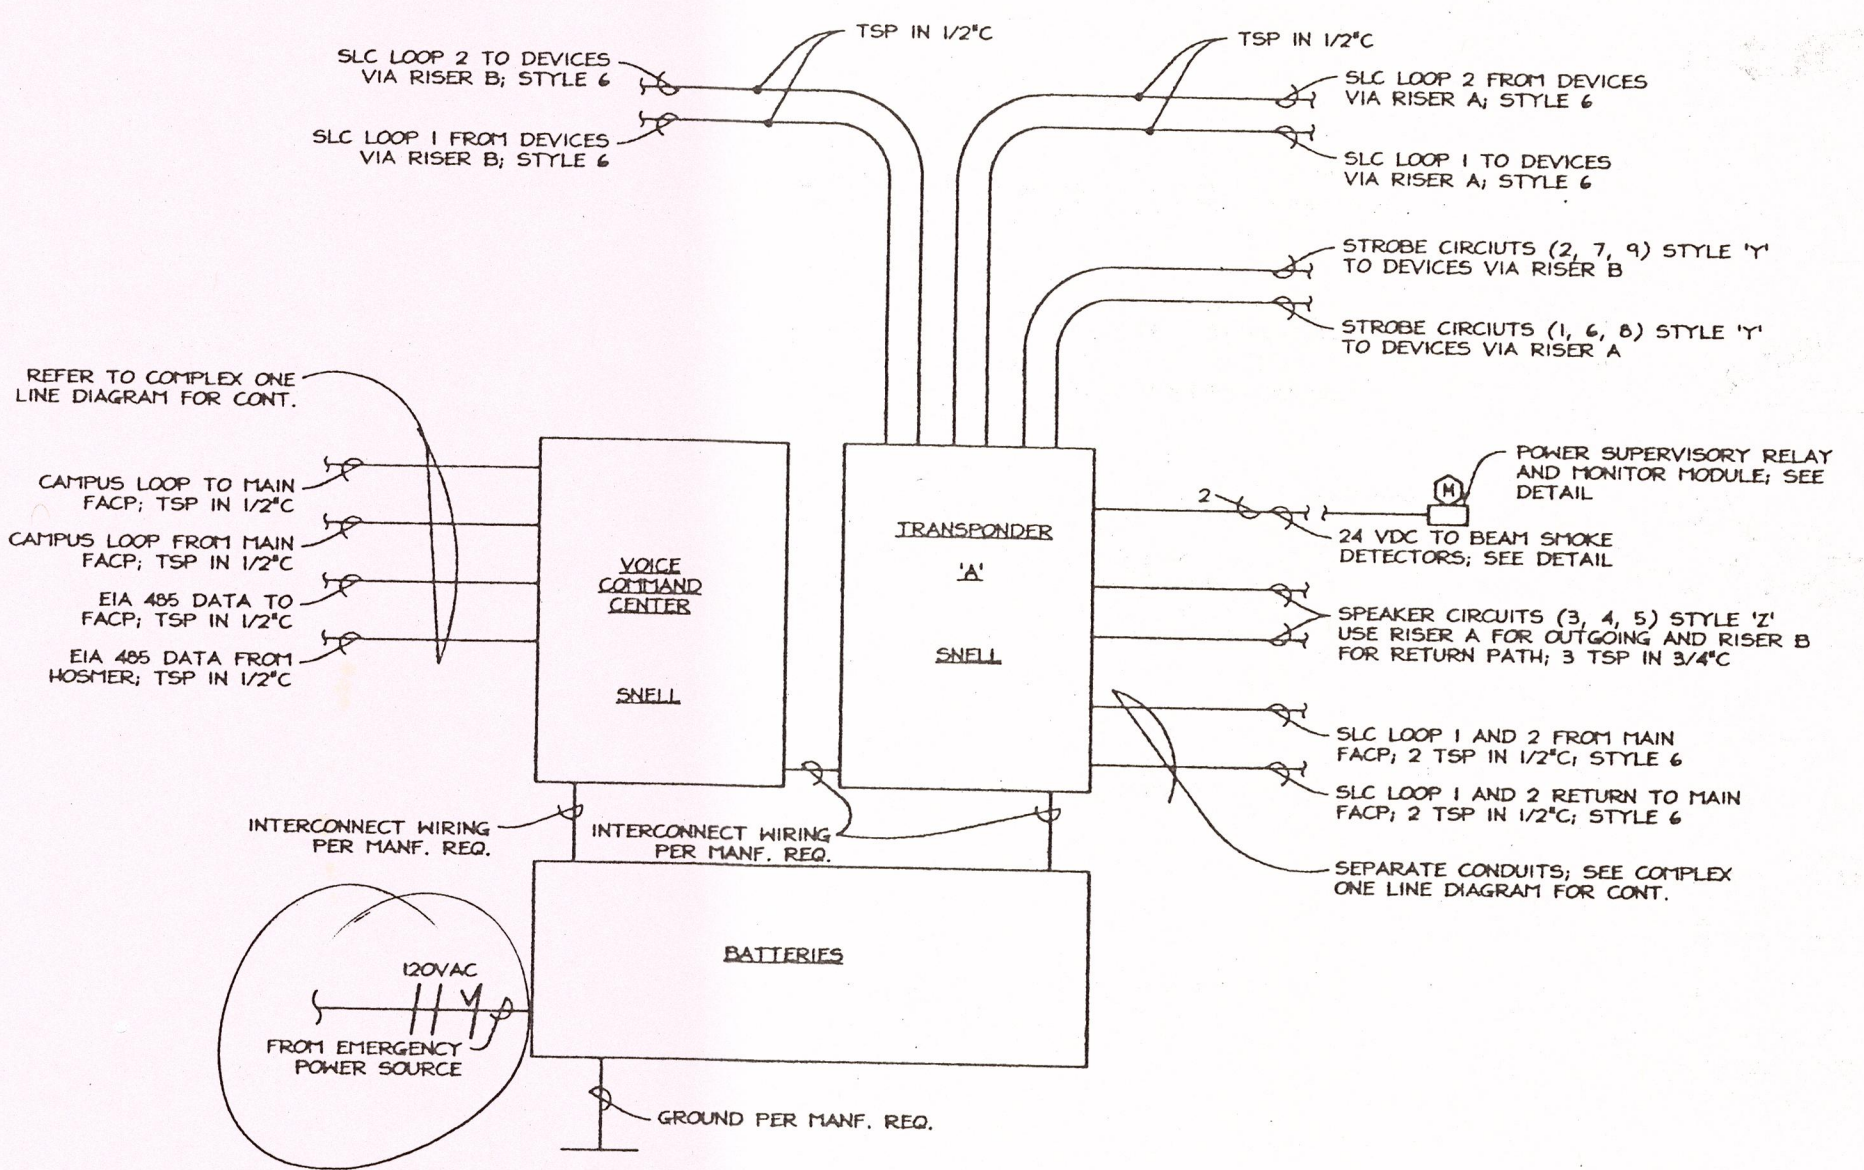 TSP IN 1/2"C
SLC LOOP 2 TO DEVICES
VIA RISER B; STYLE 6
SLC LOOP 1 FROM DEVICES
VIA RISER B; STYLE 6
TSP IN 1/2"C
SLC LOOP 2 FROM DEVICES
VIA RISER A; STYLE 6
SLC LOOP 1 TO DEVICES
VIA RISER A; STYLE 6
STROBE CIRCIUTS (2, 7, 9) STYLE 'Y'
TO DEVICES VIA RISER B
STROBE CIRCIUTS (1, 6, 8) STYLE 'Y'
TO DEVICES VIA RISER A
REFER TO COMPLEX ONE
LINE DIAGRAM FOR CONT.
CAMPUS LOOP TO MAIN
FACP; TSP IN 1/2"C
CAMPUS LOOP FROM MAIN
FACP; TSP IN 1/2"C
EIA 485 DATA TO
FACP; TSP IN 1/2"C
EIA 485 DATA FROM
HOSMER; TSP IN 1/2"C
VOICE
COMMAND
CENTER
SNELL
TRANSPONDER
'A'
SNELL
2
M
POWER SUPERVISORY RELAY
AND MONITOR MODULE; SEE
DETAIL
24 VDC TO BEAM SMOKE
DETECTORS; SEE DETAIL
SPEAKER CIRCUITS (3, 4, 5) STYLE 'Z'
USE RISER A FOR OUTGOING AND RISER B
FOR RETURN PATH; 3 TSP IN 3/4"C
SLC LOOP 1 AND 2 FROM MAIN
FACP; 2 TSP IN 1/2"C; STYLE 6
SLC LOOP 1 AND 2 RETURN TO MAIN
FACP; 2 TSP IN 1/2"C; STYLE 6
SEPARATE CONDUITS; SEE COMPLEX
ONE LINE DIAGRAM FOR CONT.
INTERCONNECT WIRING
PER MANF. REQ.
INTERCONNECT WIRING
PER MANF. REQ.
BATTERIES
120VAC
FROM EMERGENCY
POWER SOURCE
GROUND PER MANF. REQ.